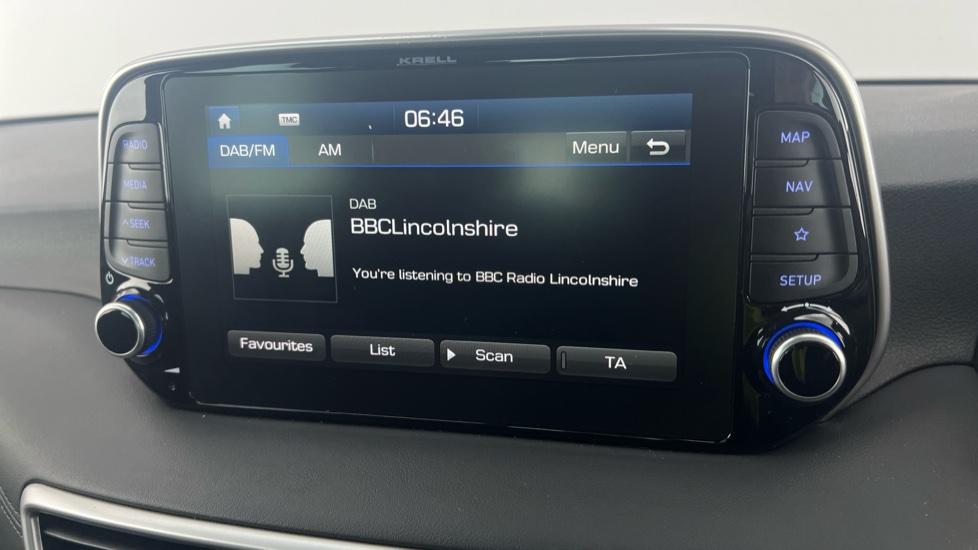 KRELL
TMC
06:46
DAB/FM
AM
Menu
DAB
BBCLincolnshire
You're listening to BBC Radio Lincolnshire
Favourites
List
Scan
TA
RADIO
MEDIA
SEEK
TRACK
MAP
NAV
SETUP